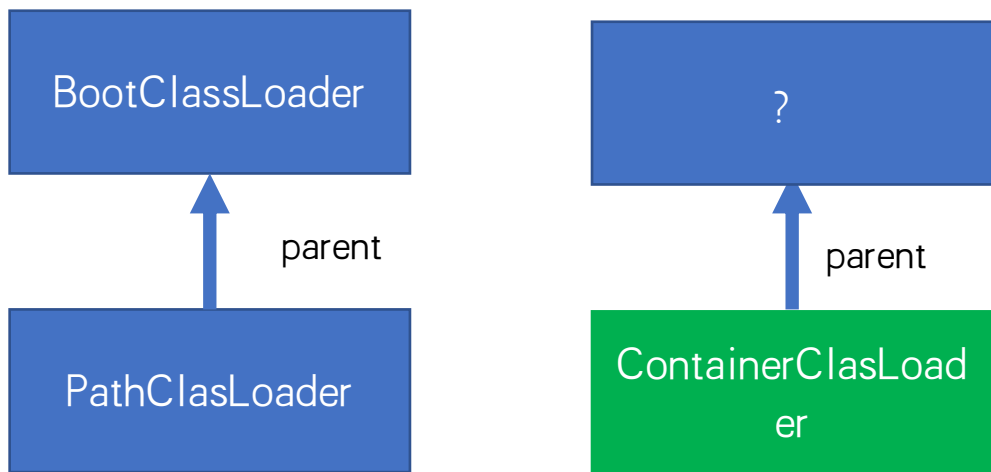 BootClassLoader
?
parent
parent
PathClasLoader
ContainerClasLoad
er